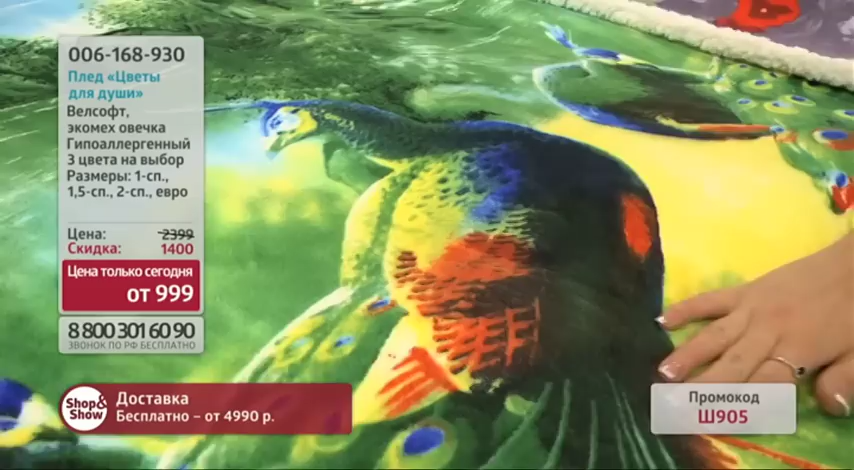 006-168-930
Плед «Цветы
для души»
Велсофт,
экомех овечка
Гипоаллергенный
3 цвета на выбор
Размеры: 1-сп.,
1,5-сп., 2-сп., евро
Цена: 2399
Скидка: 1400
Цена только сегодня
от 999
8 800 301 60 90
ЗВОНОК ПО РФ БЕСПЛАТНО
Shop&
Show
Доставка
Бесплатно – от 4990 р.
Промокод
Ш905